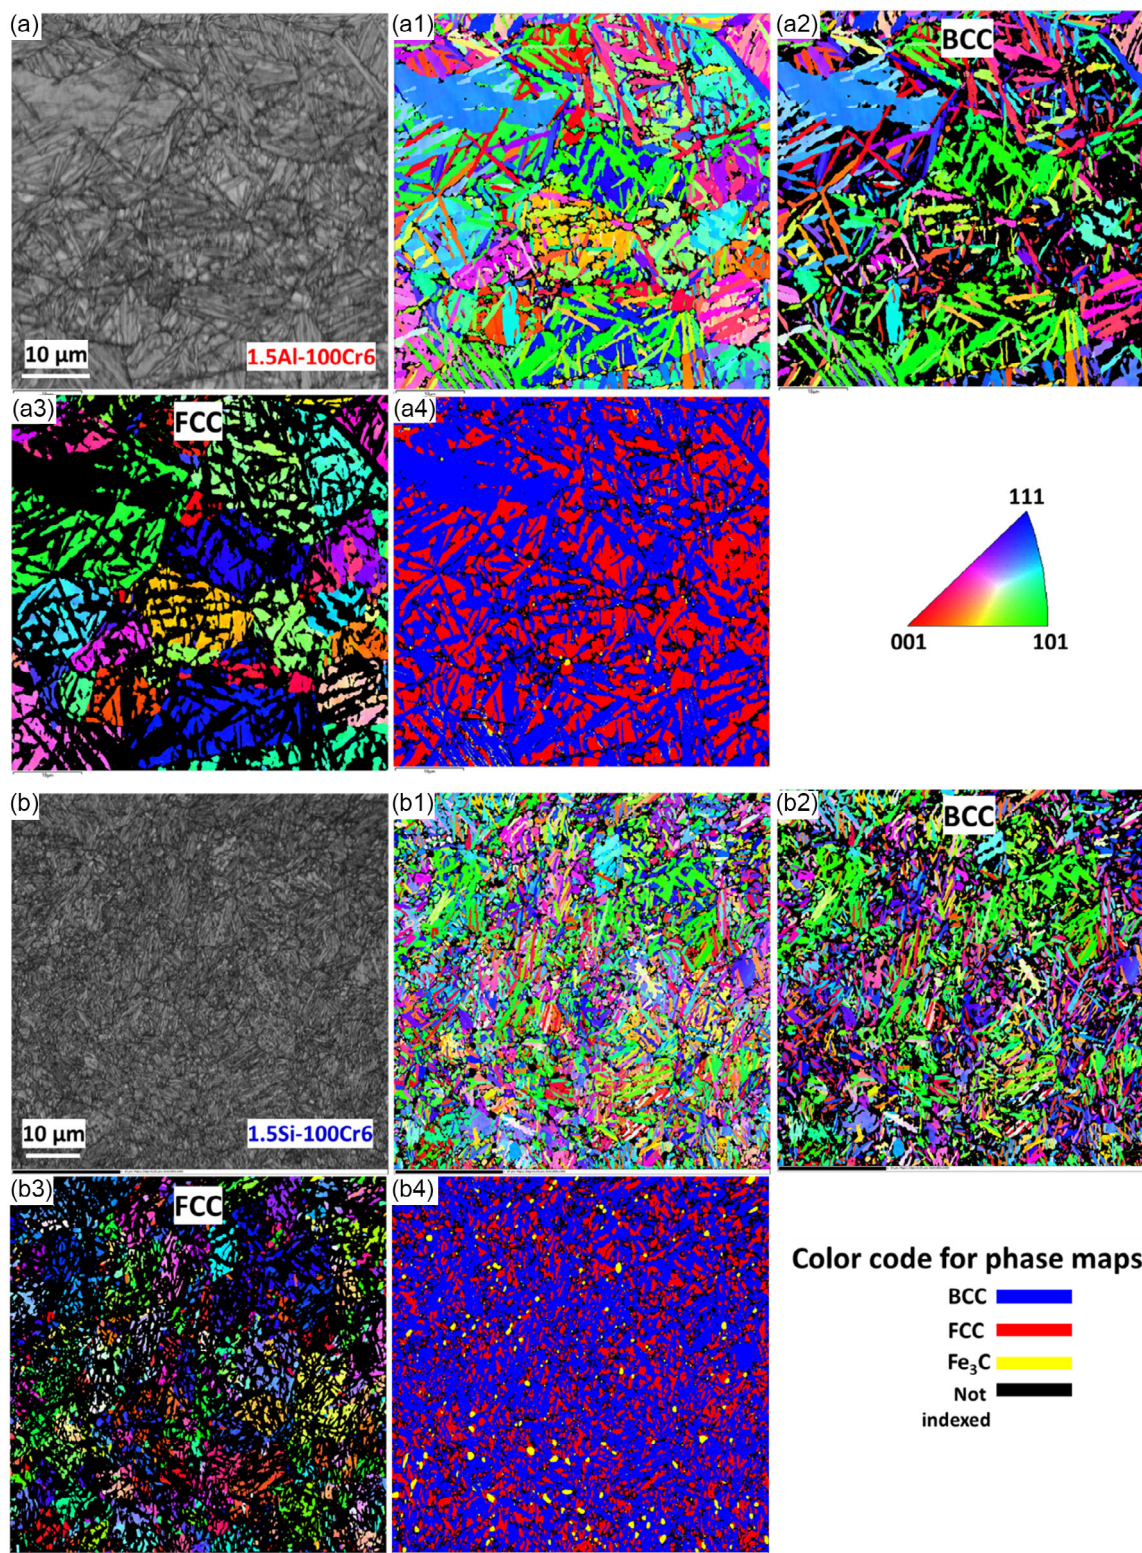 (a)
(a1)
(a2)
BCC
10 µm
1.5Al-100Cr6
(a3)
FCC
(a4)
111
001
101
(b)
(b1)
(b2)
BCC
10 µm
1.5Si-100Cr6
(b3)
FCC
(b4)
Color code for phase maps
BCC
FCC
Fe₃C
Not
indexed